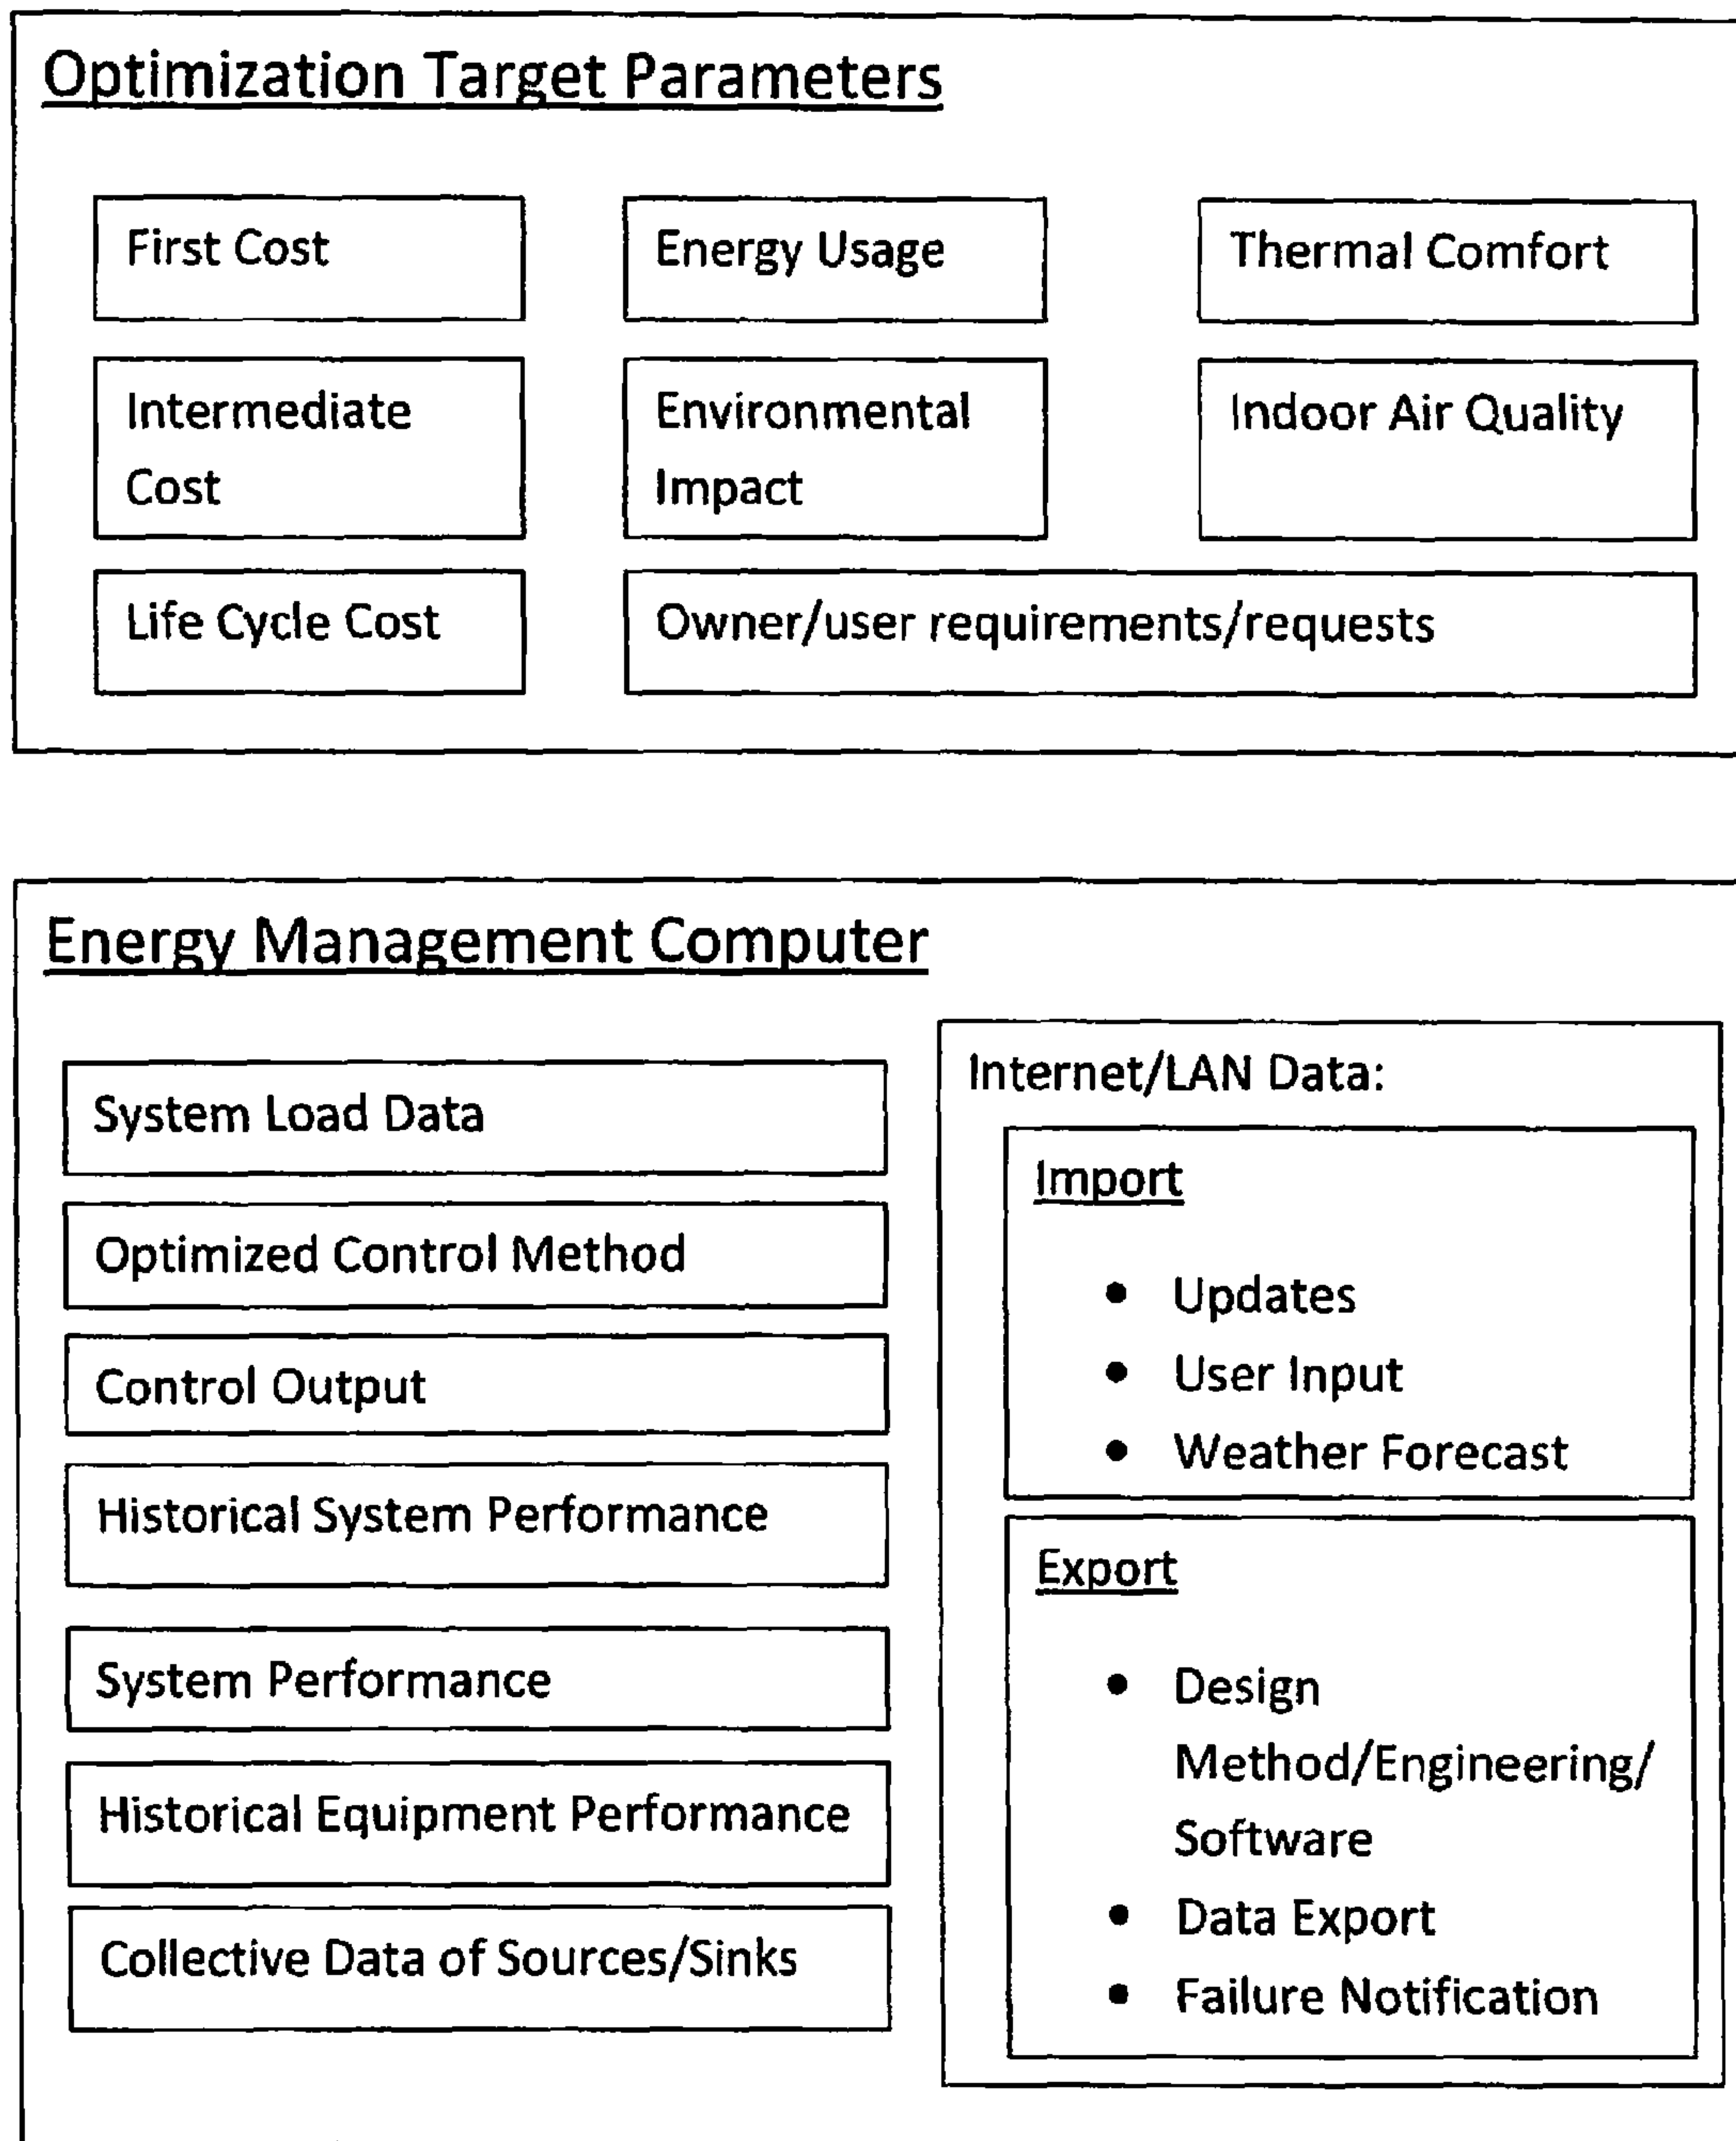 Optimization Target Parameters
First Cost
Energy Usage
Thermal Comfort
Intermediate
Cost
Environmental
Impact
Indoor Air Quality
Life Cycle Cost
Owner/user requirements/requests
Energy Management Computer
System Load Data
Optimized Control Method
Control Output
Historical System Performance
System Performance
Historical Equipment Performance
Collective Data of Sources/Sinks
Internet/LAN Data:
Import
• Updates
• User Input
• Weather Forecast
Export
• Design
Method/Engineering/
Software
• Data Export
• Failure Notification